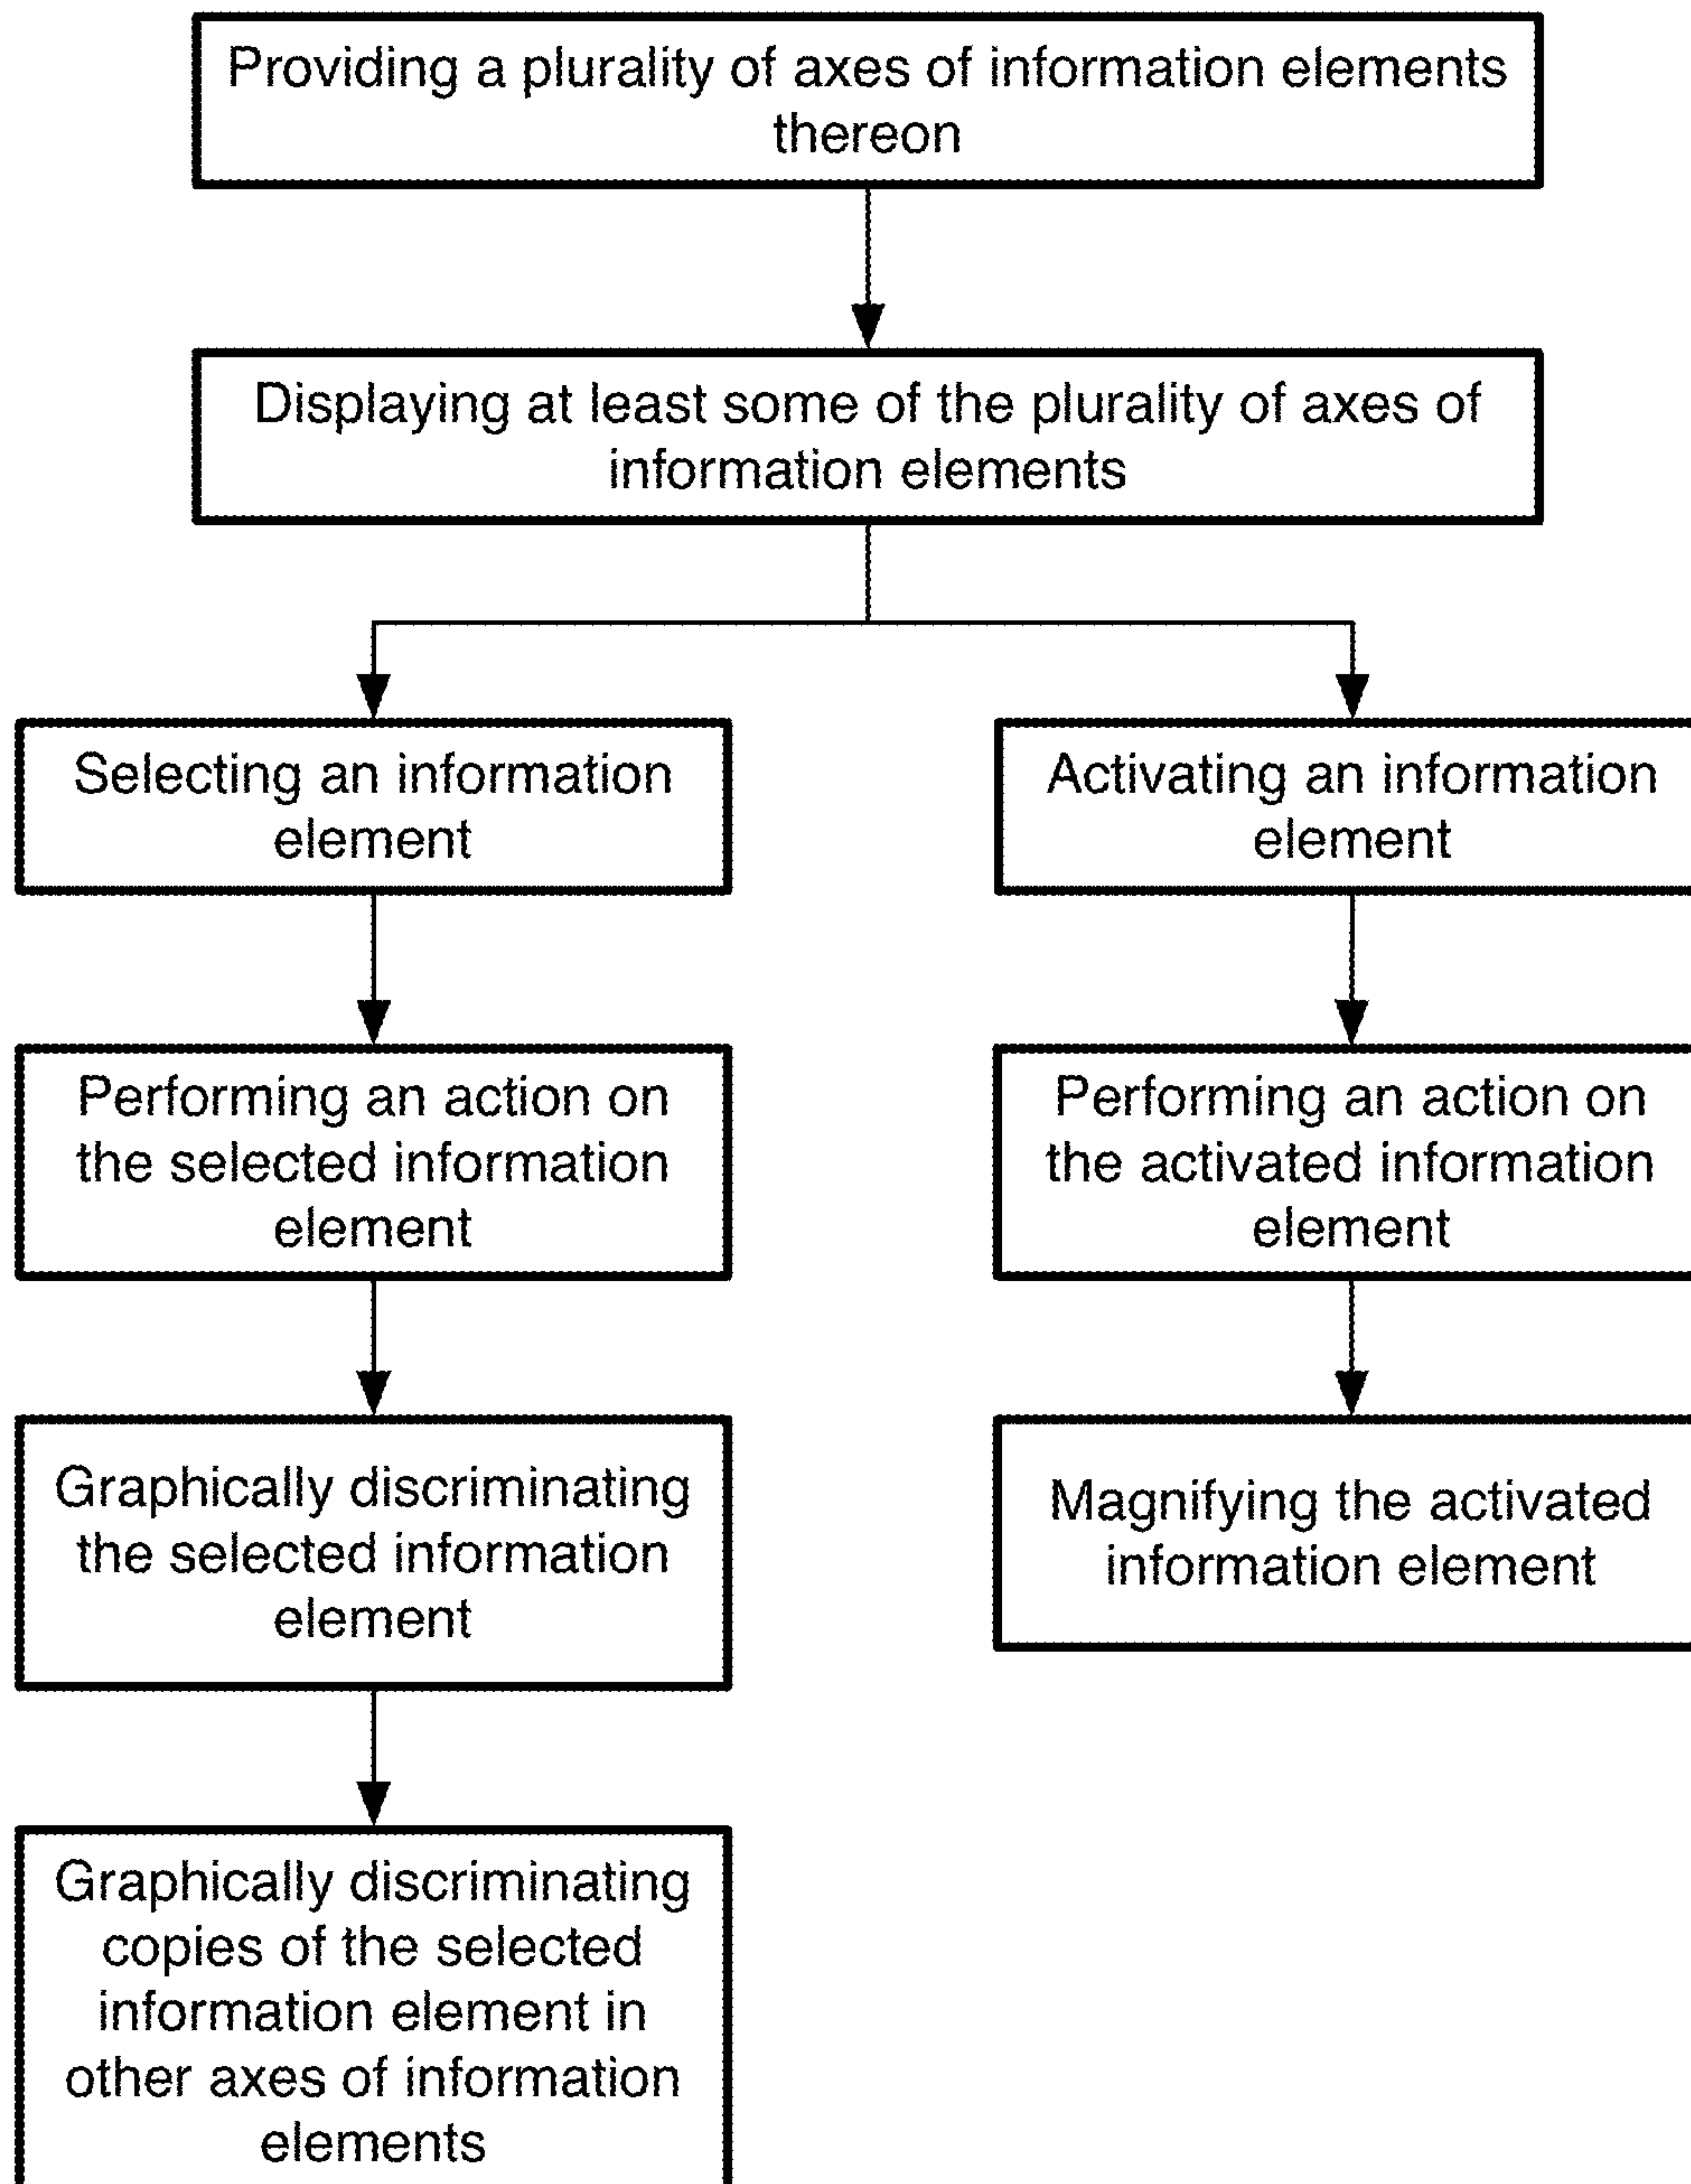 Providing a plurality of axes of information elements
thereon
Displaying at least some of the plurality of axes of
information elements
Selecting an information
element
Activating an information
element
Performing an action on
the selected information
element
Performing an action on
the activated information
element
Graphically discriminating
the selected information
element
Magnifying the activated
information element
Graphically discriminating
copies of the selected
information element in
other axes of information
elements